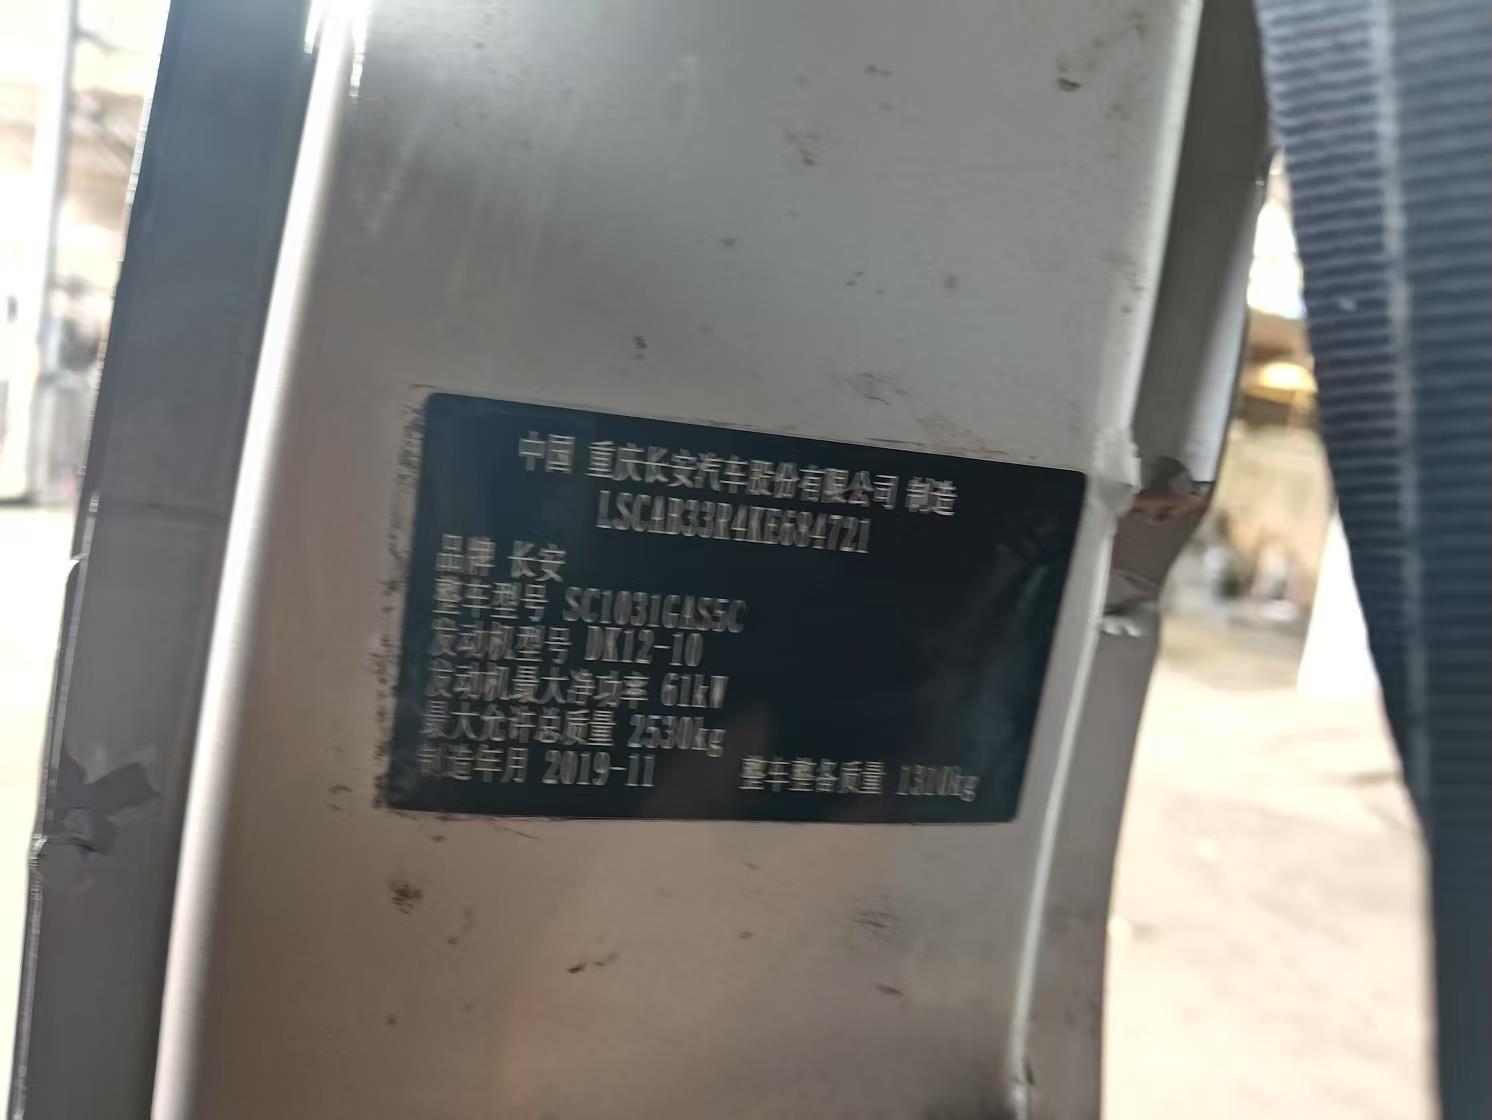 中国 重庆长安汽车股份有限公司 制造
LSCAB33R4KE584721
品牌 长安
整车型号 SC1031GAS5C
发动机型号 DK12-10
发动机最大净功率 61kW
最大允许总质量 2530kg
制造年月 2019-11 整车整备质量 1310kg